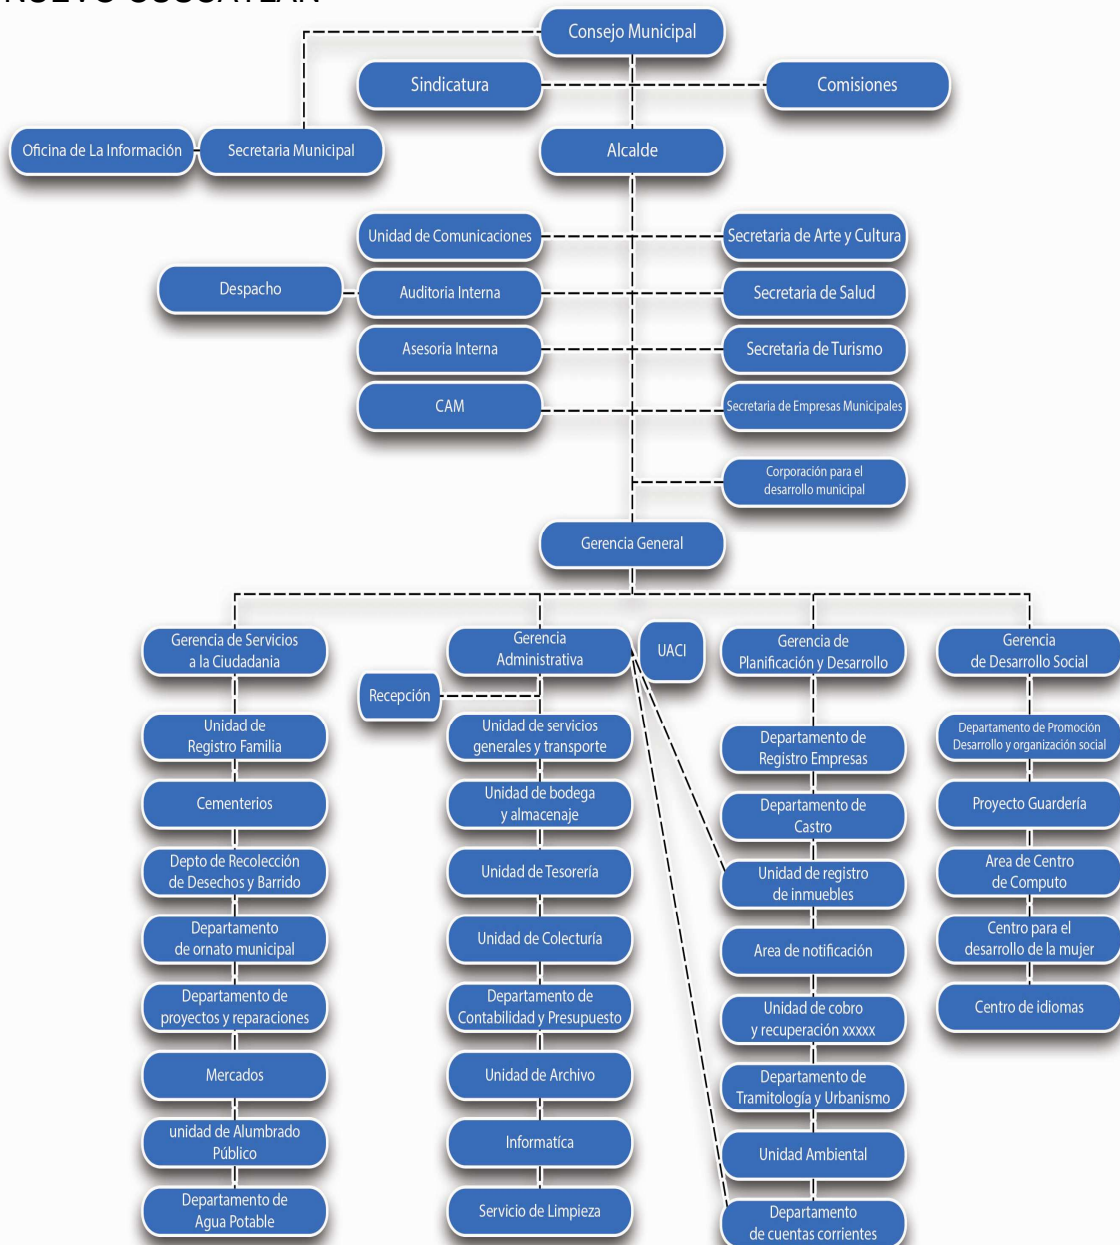 NUEVO CUSCATLAN
Consejo Municipal
Sindicatura
Comisiones
Oficina de La Información
Secretaria Municipal
Alcalde
Unidad de Comunicaciones
Secretaria de Arte y Cultura
Despacho
Auditoria Interna
Secretaria de Salud
Asesoria Interna
Secretaria de Turismo
CAM
Secretaria de Empresas Municipales
Corporación para el
desarrollo municipal
Gerencia General
Gerencia de Servicios
a la Ciudadania
Gerencia
Administrativa
UACI
Gerencia de
Planificación y Desarrollo
Gerencia
de Desarrollo Social
Recepción
Unidad de
Registro Familia
Cementerios
Depto de Recolección
de Desechos y Barrido
Departamento
de ornato municipal
Departamento de
proyectos y reparaciones
Mercados
unidad de Alumbrado
Público
Departamento de
Agua Potable
Unidad de servicios
generales y transporte
Unidad de bodega
y almacenaje
Unidad de Tesorería
Unidad de Colecturía
Departamento de
Contabilidad y Presupuesto
Unidad de Archivo
Informatíca
Servicio de Limpieza
Departamento de
Registro Empresas
Departamento de
Castro
Unidad de registro
de inmuebles
Area de notificación
Unidad de cobro
y recuperación xxxxx
Departamento de
Tramitología y Urbanismo
Unidad Ambiental
Departamento
de cuentas corrientes
Departamento de Promoción
Desarrollo y organización social
Proyecto Guardería
Area de Centro
de Computo
Centro para el
desarrollo de la mujer
Centro de idiomas